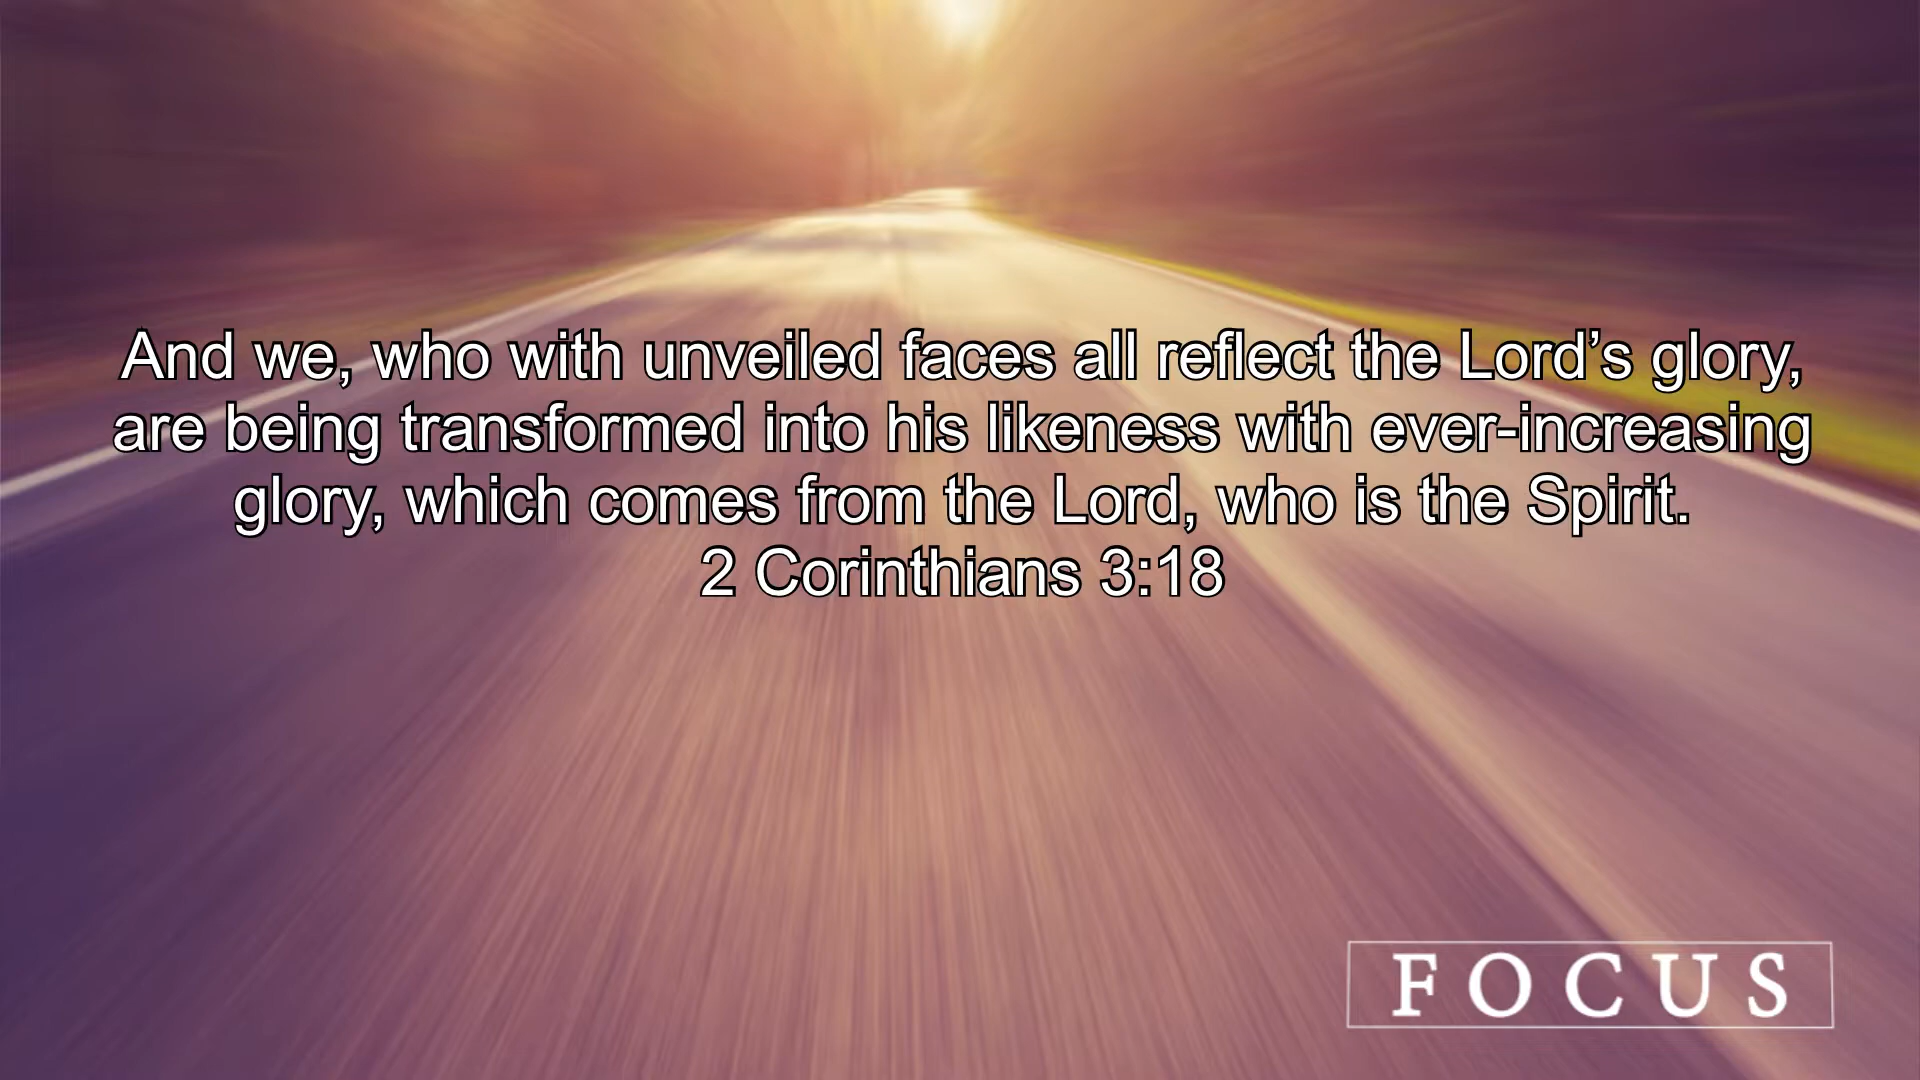 And we, who with unveiled faces all reflect the Lord’s glory,
are being transformed into his likeness with ever-increasing
glory, which comes from the Lord, who is the Spirit.
2 Corinthians 3:18
FOCUS